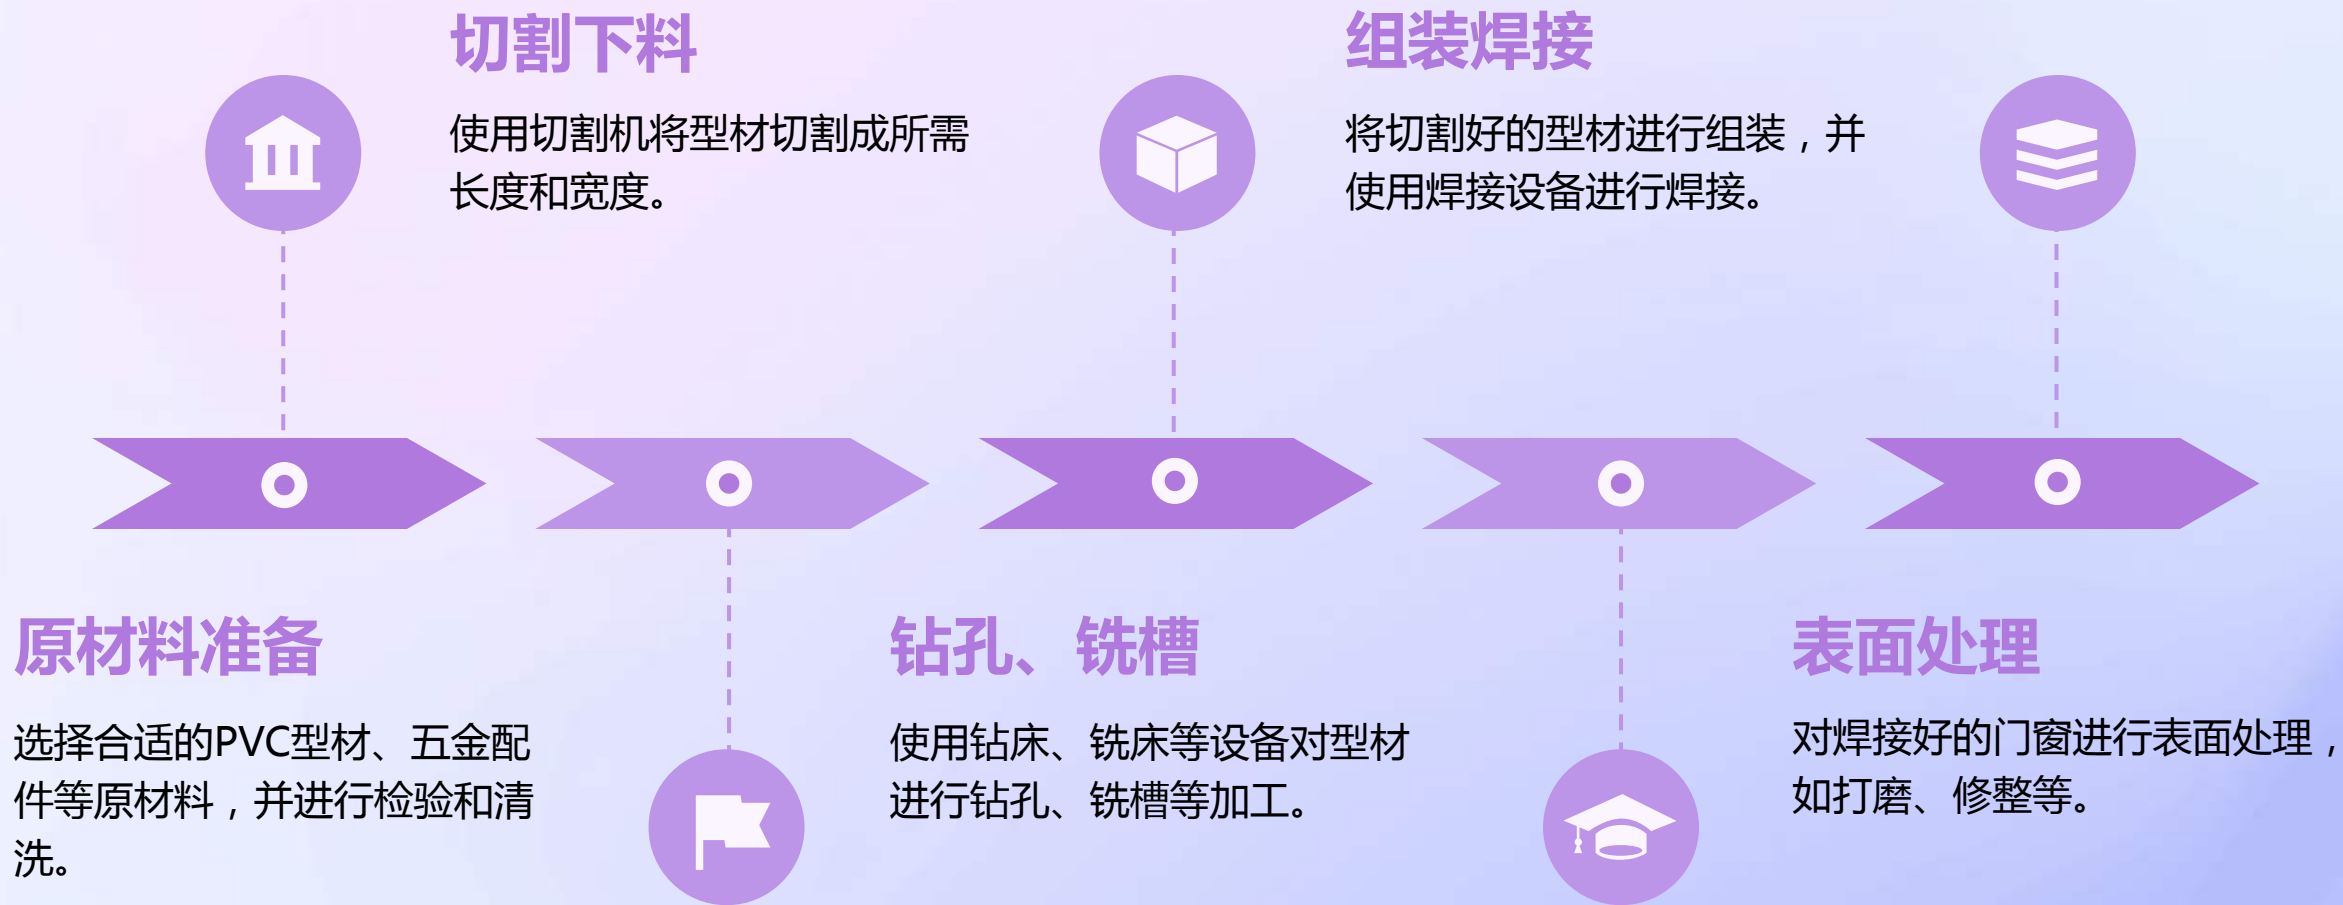 原材料准备
选择合适的PVC型材、五金配
件等原材料，并进行检验和清
洗。
切割下料
使用切割机将型材切割成所需
长度和宽度。
钻孔、铣槽
使用钻床、铣床等设备对型材
进行钻孔、铣槽等加工。
组装焊接
将切割好的型材进行组装，并
使用焊接设备进行焊接。
表面处理
对焊接好的门窗进行表面处理，
如打磨、修整等。